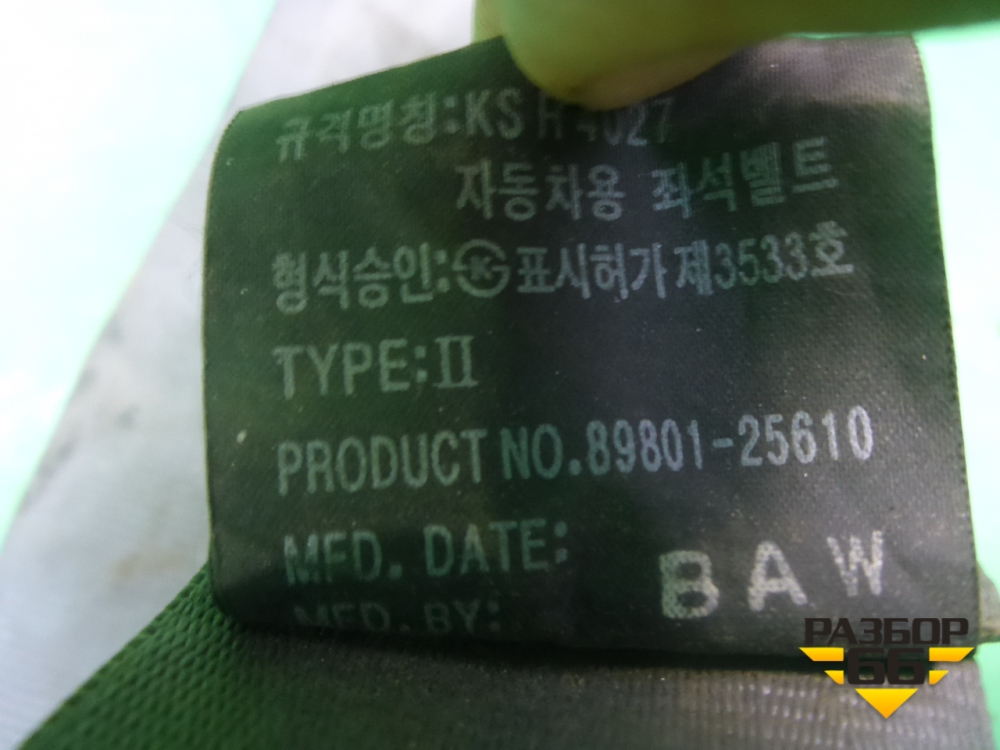 규격명칭:KS R 4027
자동차용 좌석벨트
형식승인:㉿표시허가 제3533호
TYPE:II
PRODUCT NO.89801-25610
MFD. DATE: BAW
MFD. BY:
РАЗБОР
66